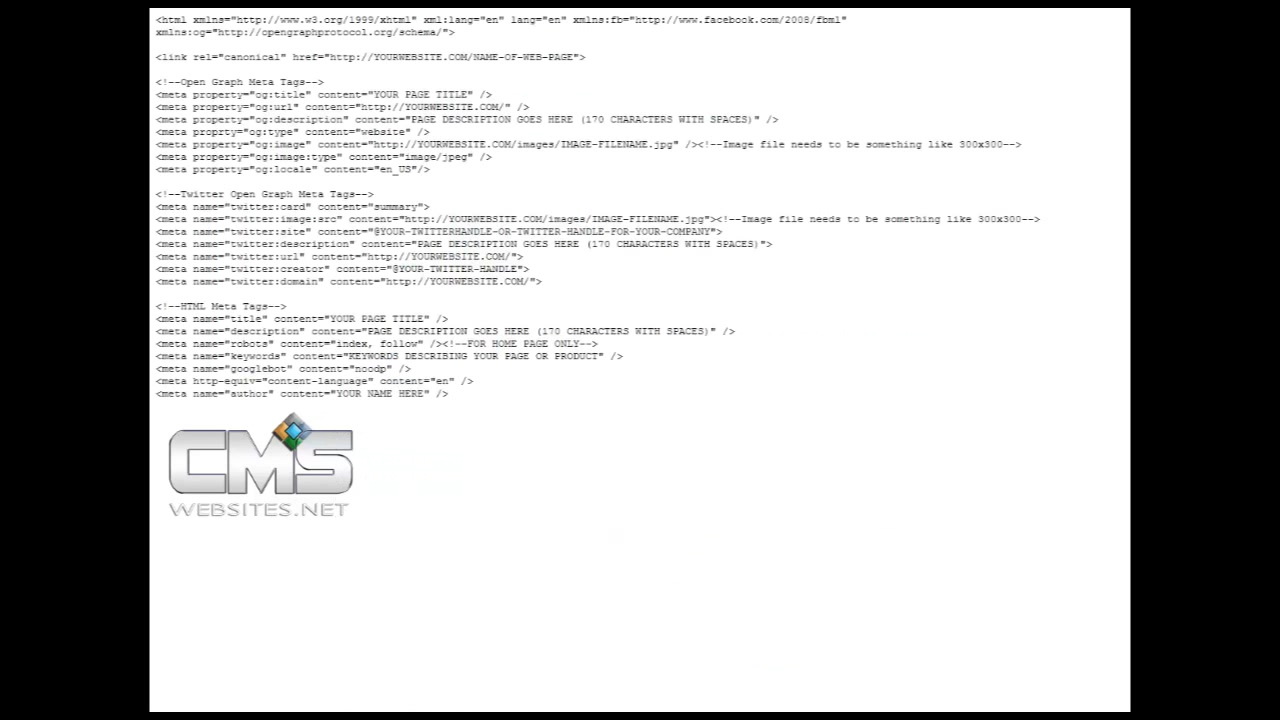 <html xmlns="http://www.w3.org/1999/xhtml" xml:lang="en" lang="en" xmlns:fb="http://www.facebook.com/2008/fbml"
xmlns:og="http://opengraphprotocol.org/schema/">
<link rel="canonical" href="http://YOURWEBSITE.COM/NAME-OF-WEB-PAGE">
<!--Open Graph Meta Tags-->
<meta property="og:title" content="YOUR PAGE TITLE" />
<meta property="og:url" content="http://YOURWEBSITE.COM/" />
<meta property="og:description" content="PAGE DESCRIPTION GOES HERE (170 CHARACTERS WITH SPACES)" />
<meta proprty="og:type" content="website" />
<meta property="og:image" content="http://YOURWEBSITE.COM/images/IMAGE-FILENAME.jpg" /><!--Image file needs to be something like 300x300-->
<meta property="og:image:type" content="image/jpeg" />
<meta property="og:locale" content="en_US"/>
<!--Twitter Open Graph Meta Tags-->
<meta name="twitter:card" content="summary">
<meta name="twitter:image:src" content="http://YOURWEBSITE.COM/images/IMAGE-FILENAME.jpg"><!--Image file needs to be something like 300x300-->
<meta name="twitter:site" content="@YOUR-TWITTERHANDLE-OR-TWITTER-HANDLE-FOR-YOUR-COMPANY">
<meta name="twitter:description" content="PAGE DESCRIPTION GOES HERE (170 CHARACTERS WITH SPACES)">
<meta name="twitter:url" content="http://YOURWEBSITE.COM/">
<meta name="twitter:creator" content="@YOUR-TWITTER-HANDLE">
<meta name="twitter:domain" content="http://YOURWEBSITE.COM/">
<!--HTML Meta Tags-->
<meta name="title" content="YOUR PAGE TITLE" />
<meta name="description" content="PAGE DESCRIPTION GOES HERE (170 CHARACTERS WITH SPACES)" />
<meta name="robots" content="index, follow" /><!--FOR HOME PAGE ONLY-->
<meta name="keywords" content="KEYWORDS DESCRIBING YOUR PAGE OR PRODUCT" />
<meta name="googlebot" content="noodp" />
<meta http-equiv="content-language" content="en" />
<meta name="author" content="YOUR NAME HERE" />
CMS
WEBSITES.NET